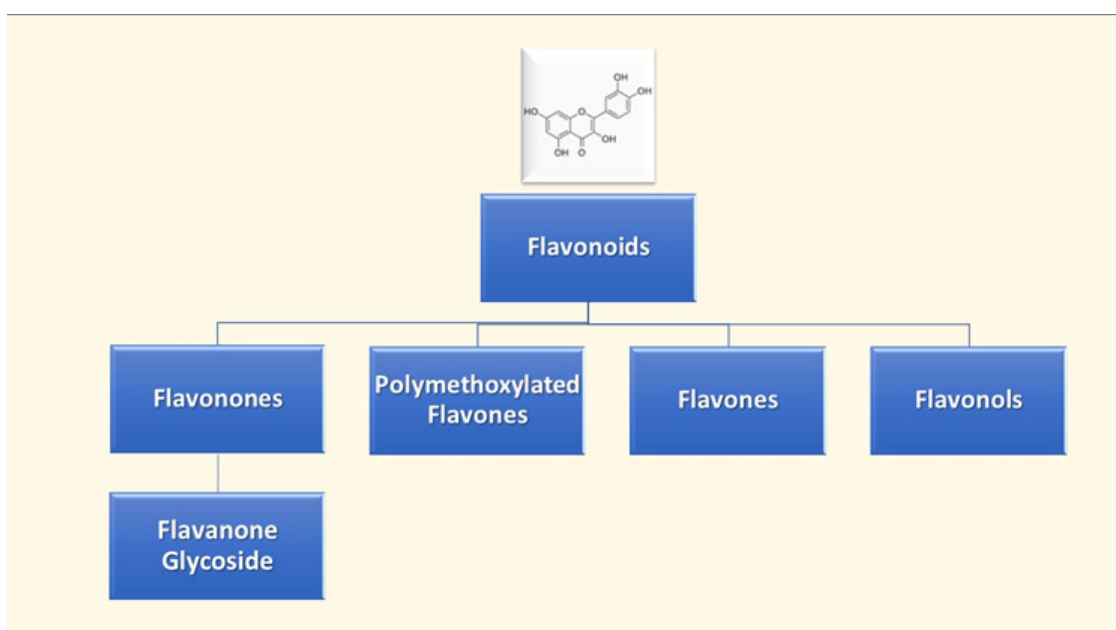 OH
OH
HO
O
OH
OH
O
Flavonoids
Flavonones
Polymethoxylated
Flavones
Flavones
Flavonols
Flavanone
Glycoside